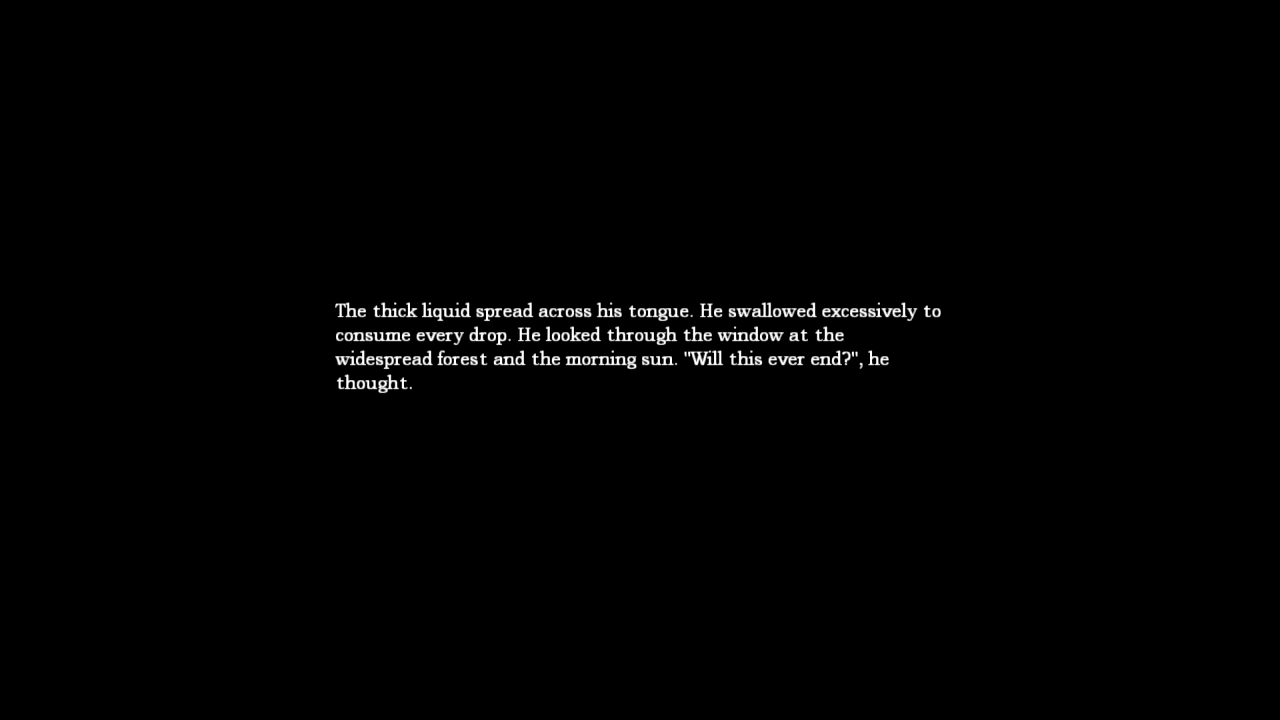 The thick liquid spread across his tongue. He swallowed excessively to
consume every drop. He looked through the window at the
widespread forest and the morning sun. "Will this ever end?", he
thought.